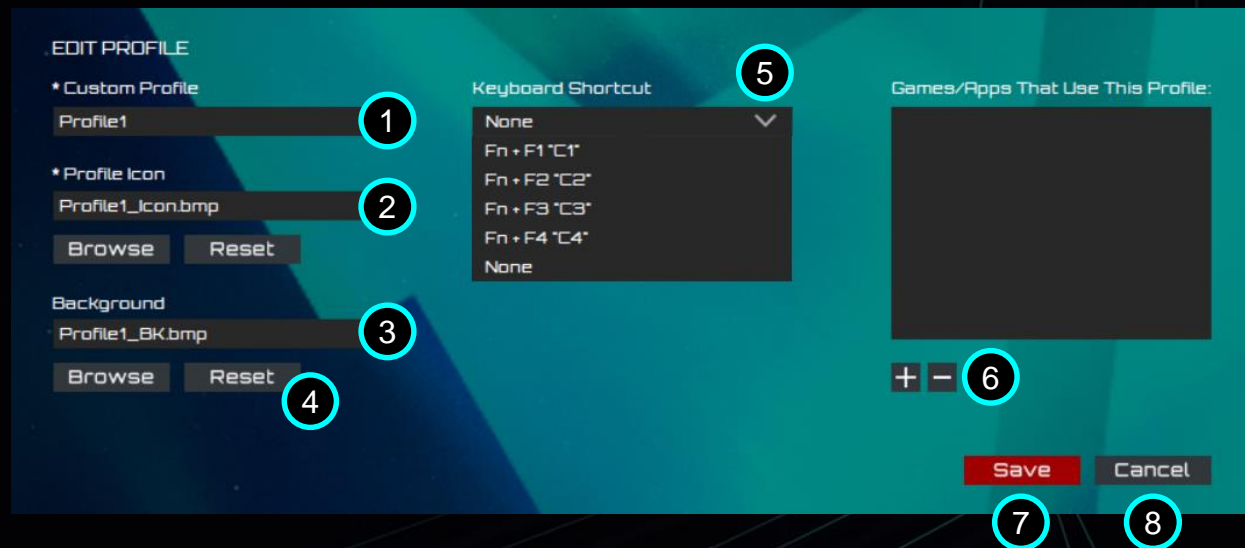 EDIT PROFILE
* Custom Profile
Profile1
1
* Profile Icon
Profile1_Icon.bmp
2
Browse
Reset
Background
Profile1_BK.bmp
3
Browse
Reset
4
Keyboard Shortcut
5
None
Fn + F1 "C1"
Fn + F2 "C2"
Fn + F3 "C3"
Fn + F4 "C4"
None
Games/Apps That Use This Profile:
+ −
6
Save
Cancel
7
8